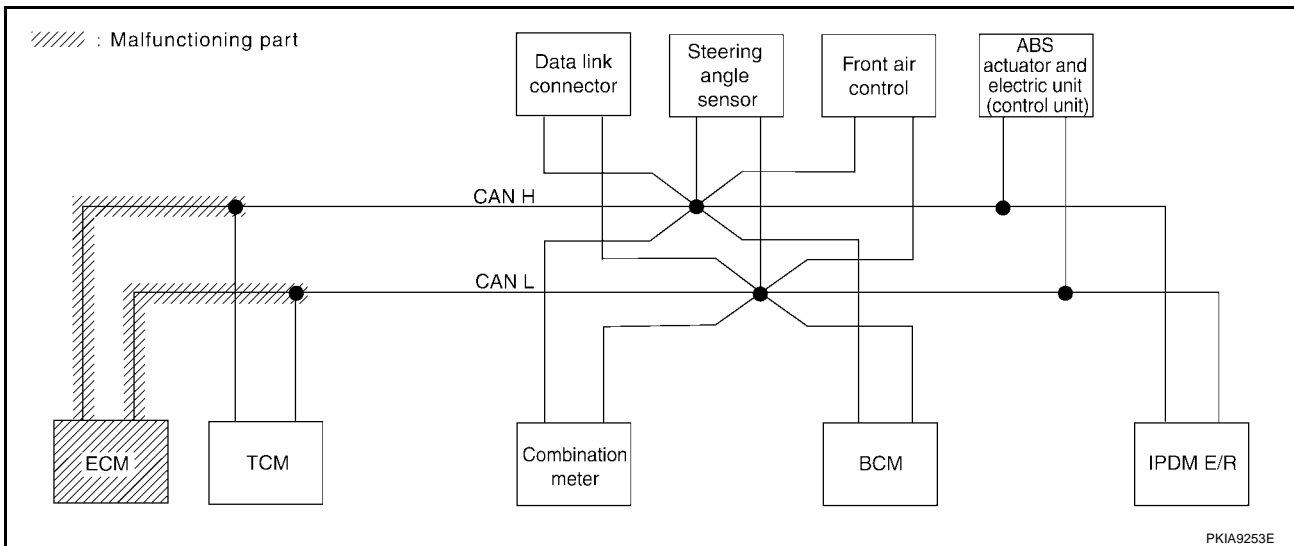 : Malfunctioning part
Data link
connector
Steering
angle
sensor
Front air
control
ABS
actuator and
electric unit
(control unit)
CAN H
CAN L
ECM
TCM
Combination
meter
BCM
IPDM E/R
PKIA9253E